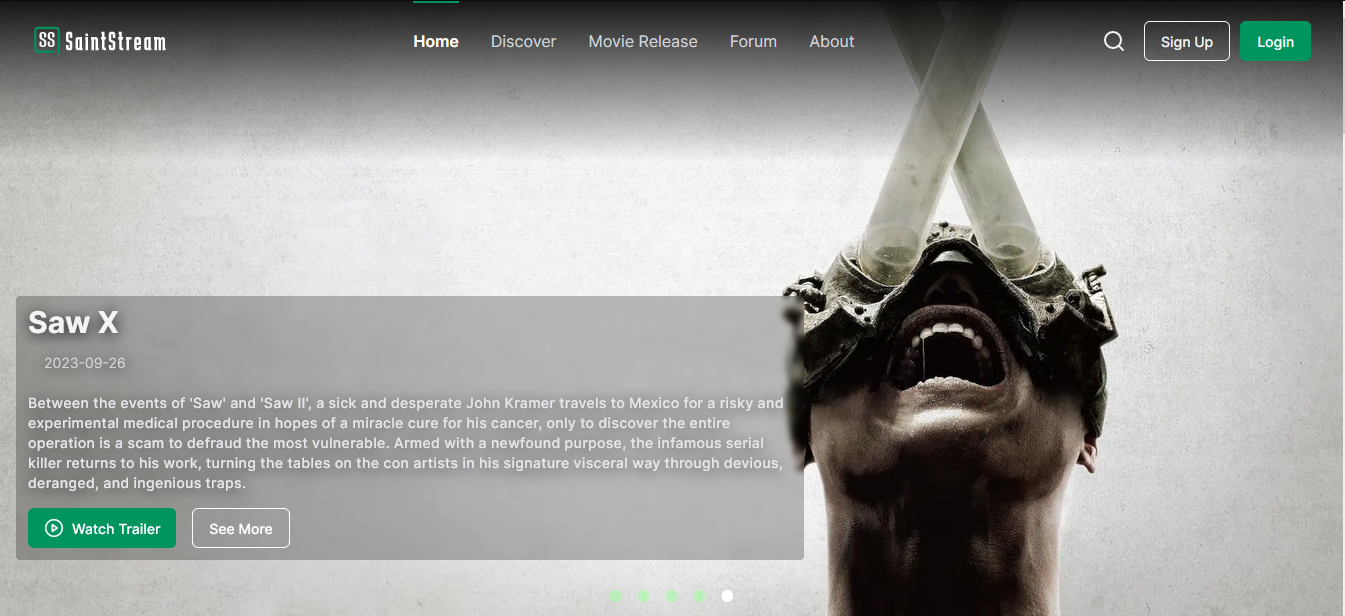 SS SaintStream
Home Discover Movie Release Forum About
Sign Up Login
Saw X
2023-09-26
Between the events of 'Saw' and 'Saw II', a sick and desperate John Kramer travels to Mexico for a risky and
experimental medical procedure in hopes of a miracle cure for his cancer, only to discover the entire
operation is a scam to defraud the most vulnerable. Armed with a newfound purpose, the infamous serial
killer returns to his work, turning the tables on the con artists in his signature visceral way through devious,
deranged, and ingenious traps.
Watch Trailer See More